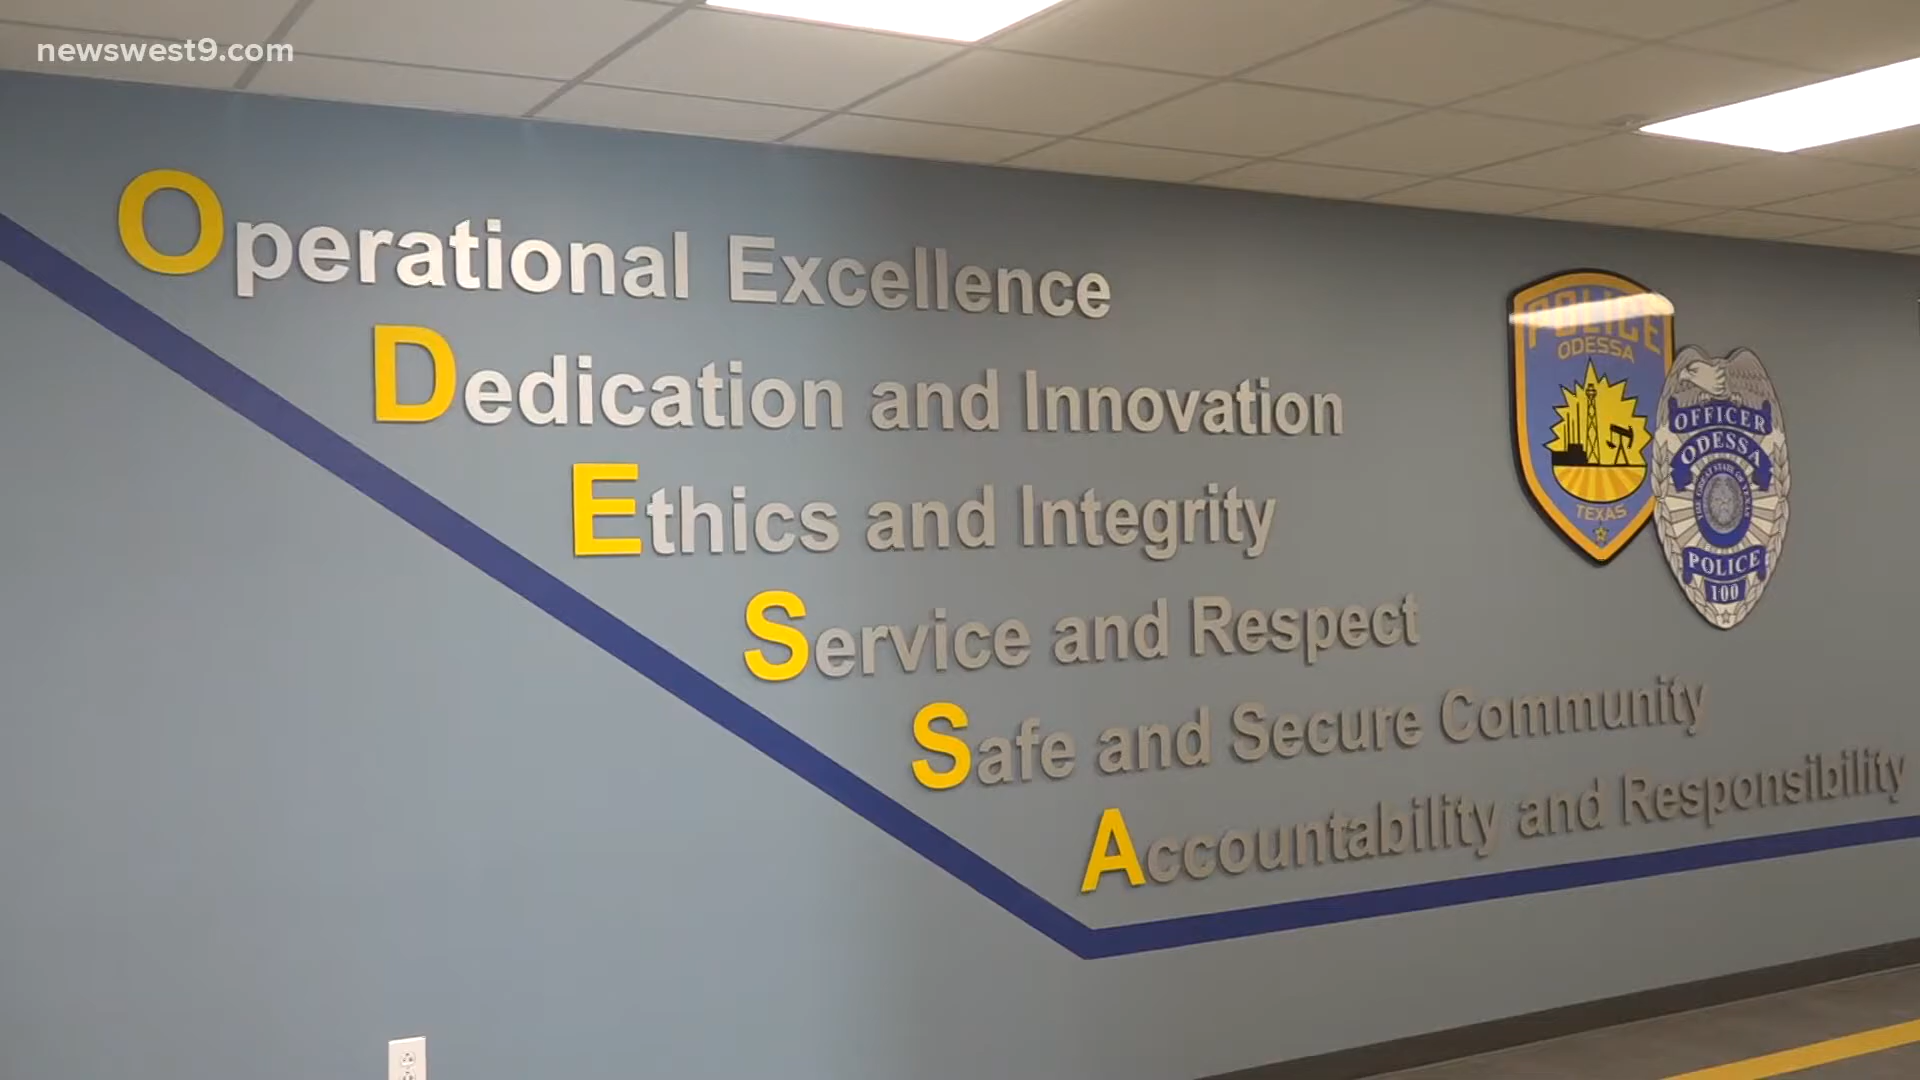 newswest9.com
Operational Excellence
Dedication and Innovation
Ethics and Integrity
Service and Respect
Safe and Secure Community
Accountability and Responsibility
POLICE
ODESSA
TEXAS
OFFICER
ODESSA
POLICE
100